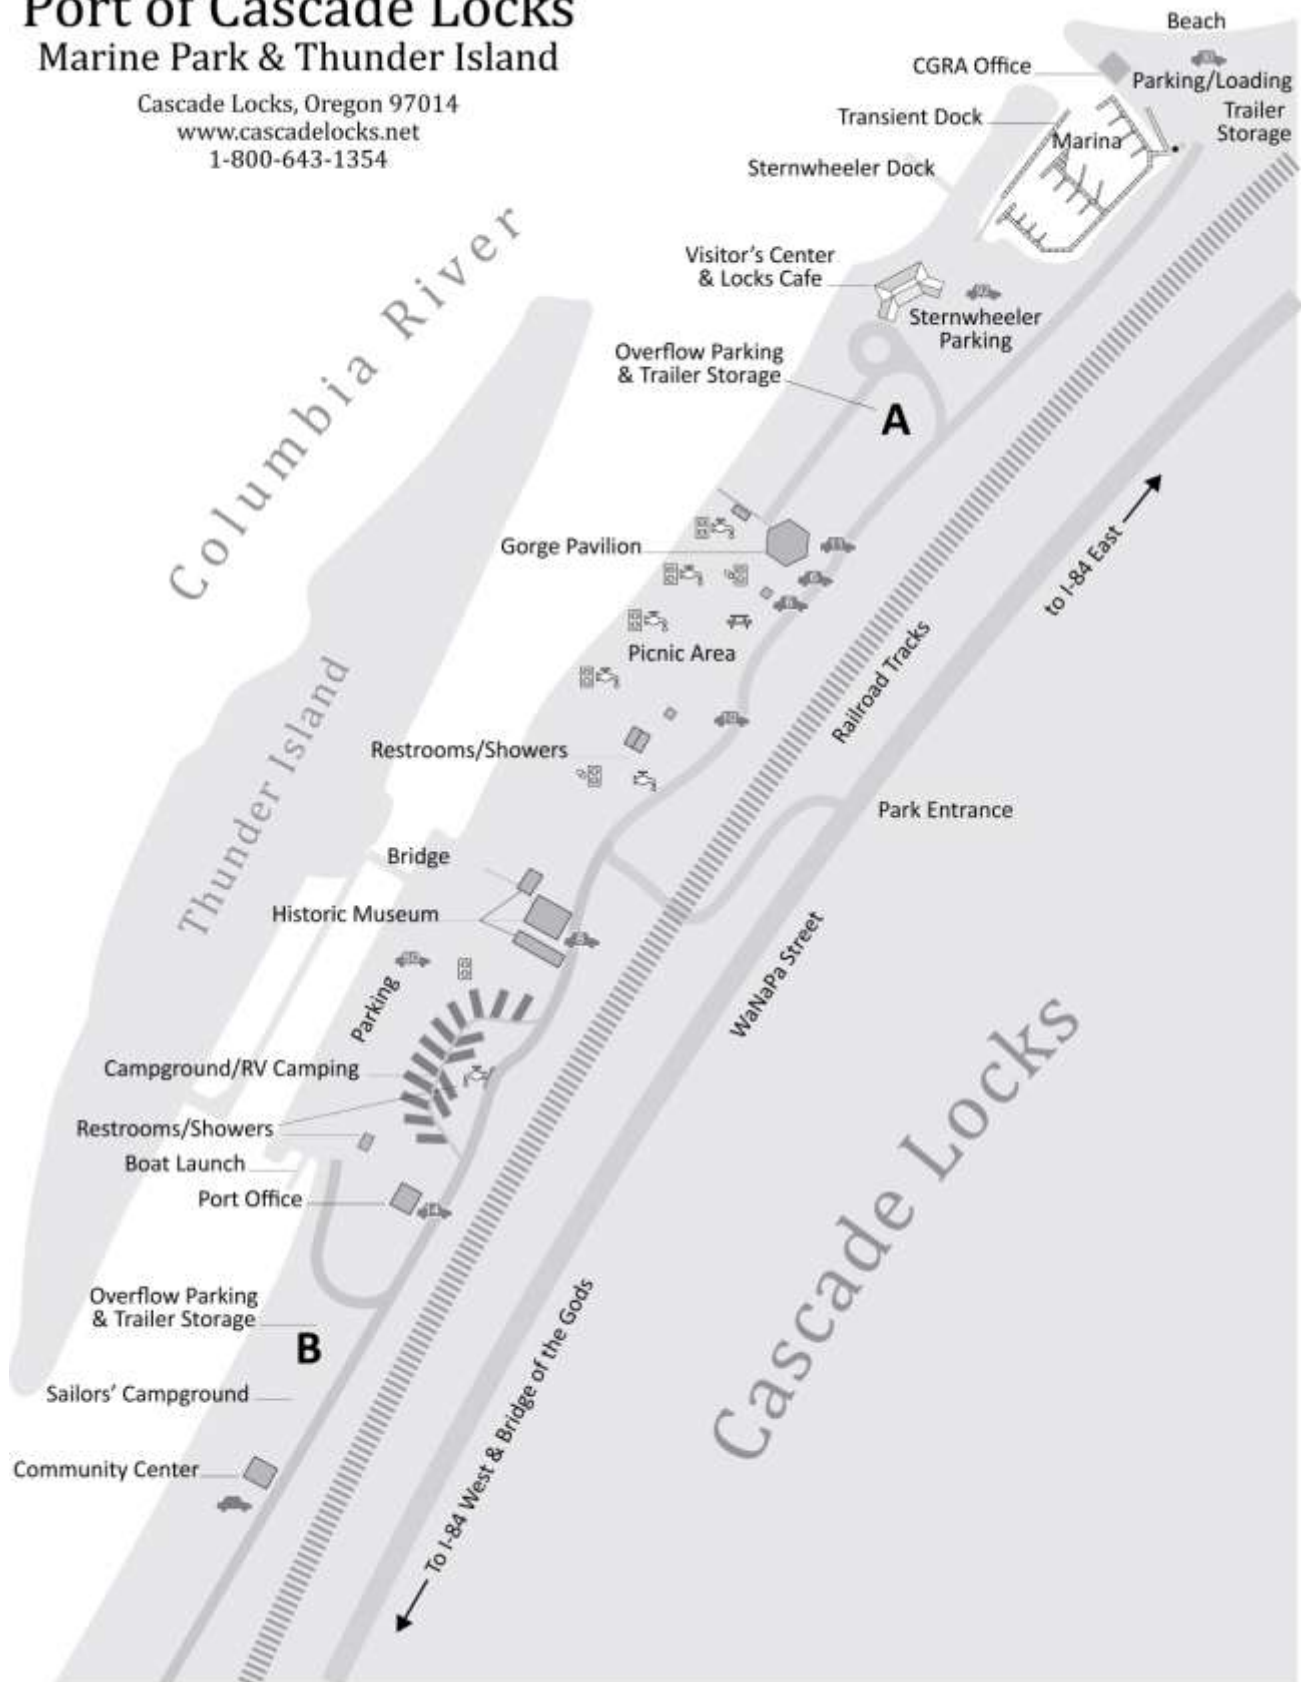 Port of Cascade Locks
Marine Park & Thunder Island
Cascade Locks, Oregon 97014
www.cascadelocks.net
1-800-643-1354
Beach
CGRA Office
Parking/Loading
Transient Dock
Trailer
Storage
Marina
Sternwheeler Dock
Visitor's Center
& Locks Cafe
Sternwheeler
Parking
Overflow Parking
& Trailer Storage
A
Columbia River
Gorge Pavilion
to I-84 East
Picnic Area
Railroad Tracks
Thunder Island
Restrooms/Showers
Park Entrance
Bridge
Historic Museum
WaNaPa Street
Parking
Campground/RV Camping
Cascade Locks
Restrooms/Showers
Boat Launch
Port Office
Overflow Parking
& Trailer Storage
B
To I-84 West & Bridge of the Gods
Sailors' Campground
Community Center